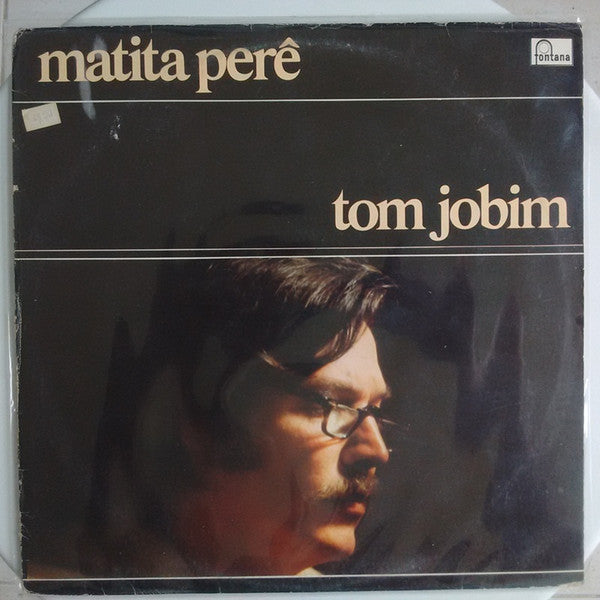 matita perê
fontana
tom jobim